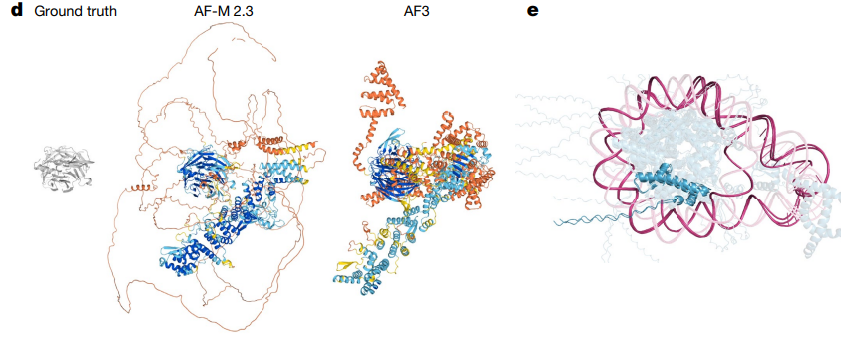 d Ground truth AF-M 2.3 AF3 e